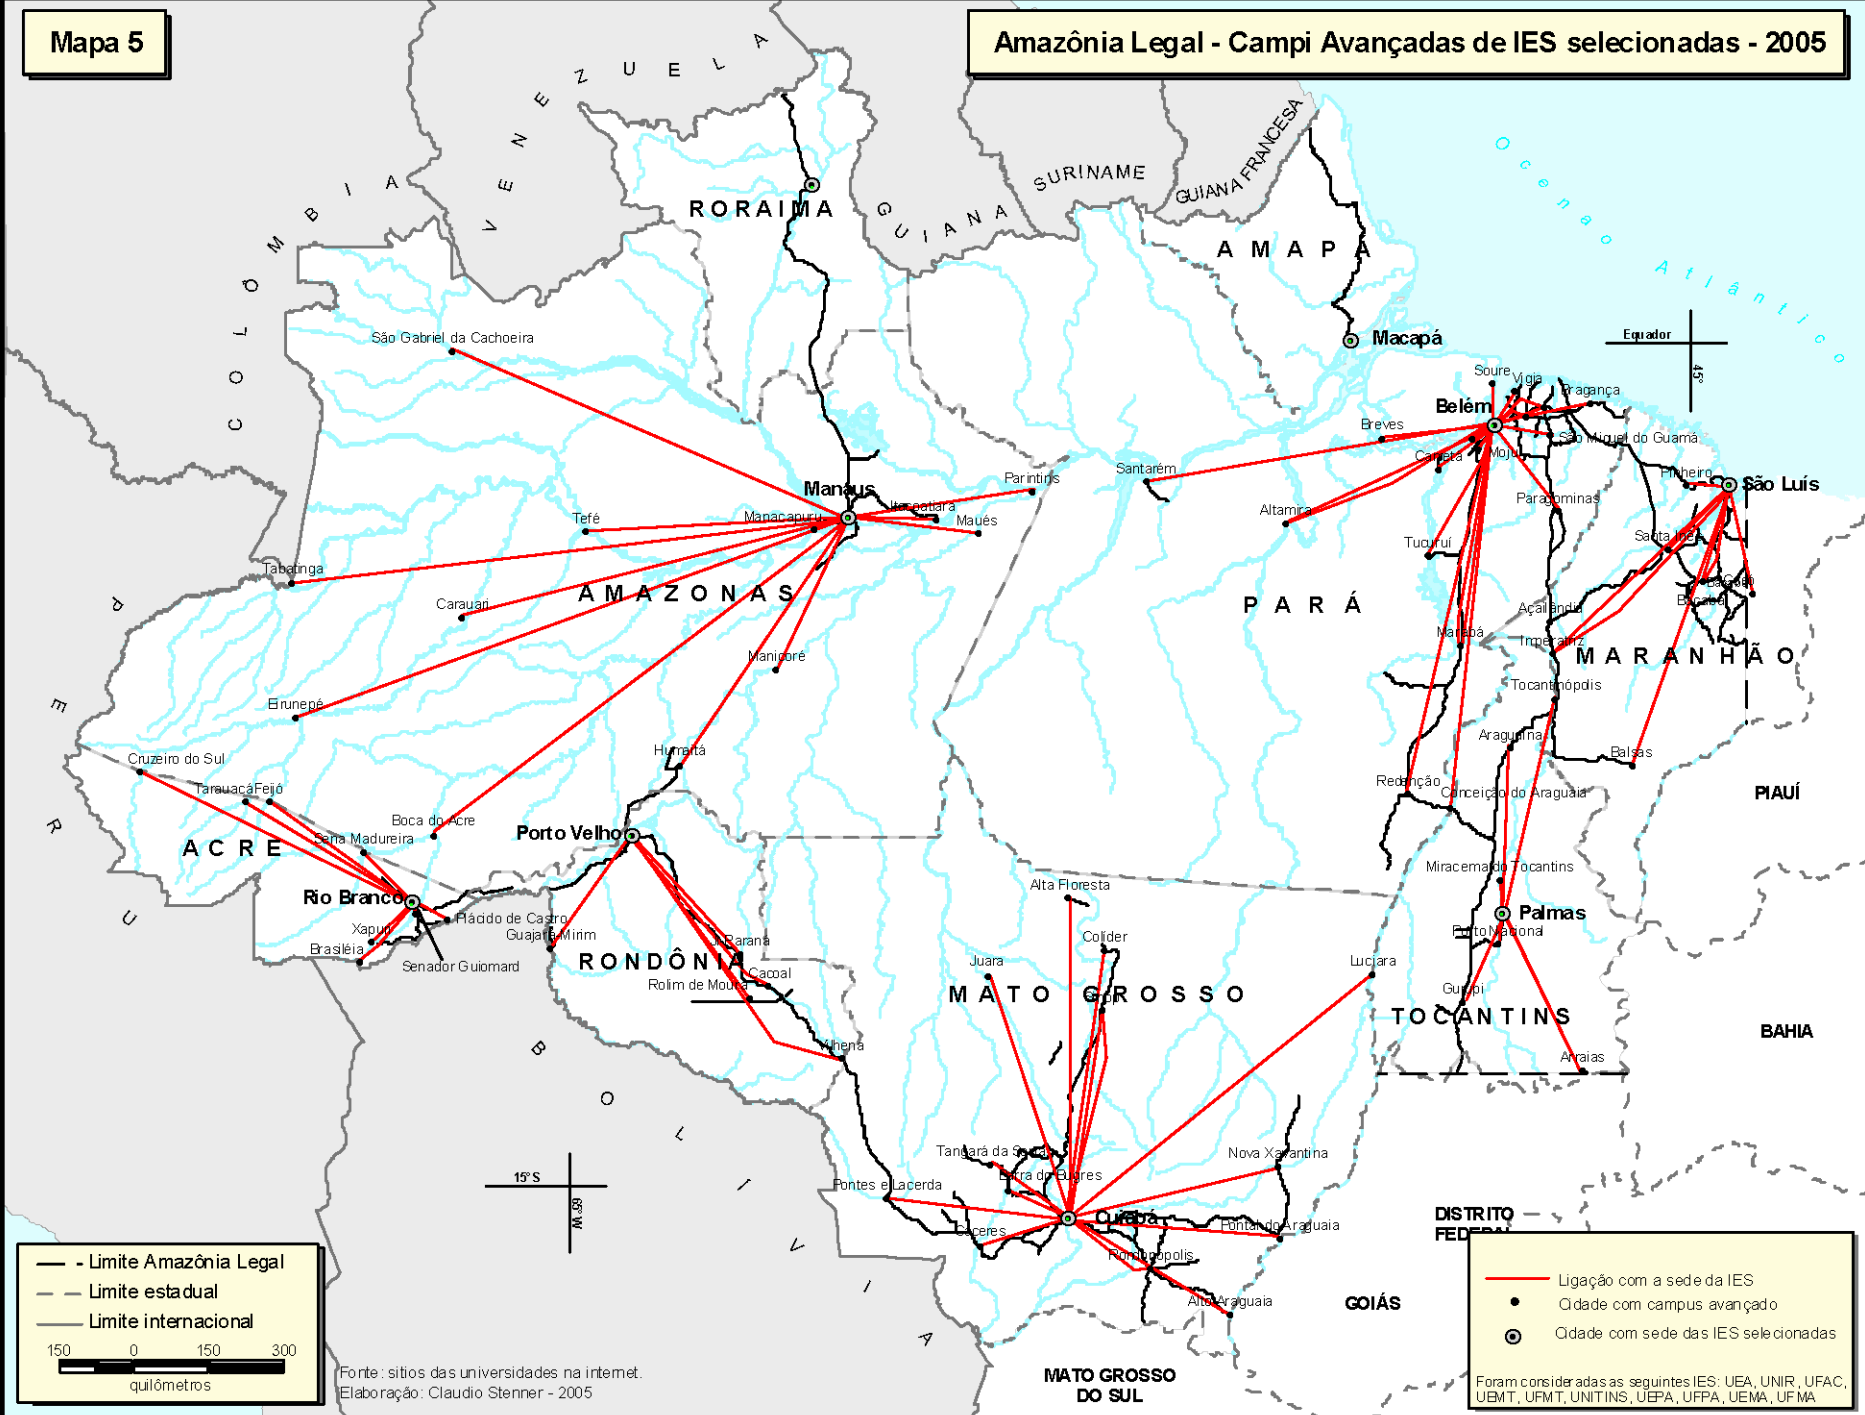 Mapa 5
Amazônia Legal - Campi Avançadas de IES selecionadas - 2005
VENEZUELA
COLÔMBIA
GUIANA
SURINAME
GUIANA FRANCESA
Oceano Atlântico
RORAIMA
AMAPÁ
Macapá
Equador
45°
São Gabriel da Cachoeira
Soure
Vigia
Bragança
Belém
Breves
Cameta
Moju
São Miguel do Guamá
Pinheiro
São Luís
Santarém
Parintins
Manaus
Itacoatiara
Manacapuru
Maués
Tefé
Altamira
Paragominas
Tucuruí
Santa Inês
Bacabal
Tabatinga
Carauari
AMAZONAS
PARÁ
Açailândia
Marabá
Imperatriz
MARANHÃO
Manicoré
Tocantinópolis
Eirunepé
Humaitá
Araguaina
Balsas
PERU
Cruzeiro do Sul
Tarauacá
Feijó
Redenção
Conceição do Araguaia
PIAUÍ
Boca do Acre
Sena Madureira
Porto Velho
ACRE
Miracema do Tocantins
Alta Floresta
Rio Branco
Plácido de Castro
Palmas
Xapuri
Guajará Mirim
Porto Nacional
Brasiléia
Senador Guiomard
RONDÔNIA
Ji-Paraná
Colíder
Juara
Luciara
Cacoal
Rolim de Moura
MATO GROSSO
Sinop
Gurupi
TOCANTINS
BAHIA
Vilhena
Arraias
BOLIVIA
Tangará da Serra
Nova Xavantina
Barra do Bugres
Pontes e Lacerda
15° S
65° W
Cuiabá
Pontal do Araguaia
Cáceres
DISTRITO
FEDERAL
Rondonópolis
Alto Araguaia
GOIÁS
MATO GROSSO
DO SUL
Limite Amazônia Legal
Limite estadual
Limite internacional
150 0 150 300
quilômetros
Fonte: sitios das universidades na internet.
Elaboração: Claudio Stenner - 2005
Ligação com a sede da IES
Cidade com campus avançado
Cidade com sede das IES selecionadas
Foram consideradas as seguintes IES: UEA, UNIR, UFAC,
UEMT, UFMT, UNITINS, UEPA, UFPA, UEMA, UFMA